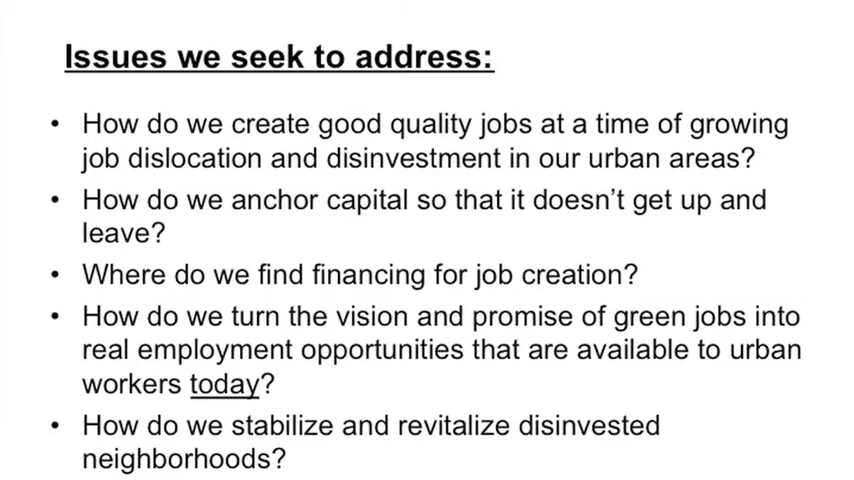 Issues we seek to address:
• How do we create good quality jobs at a time of growing
job dislocation and disinvestment in our urban areas?
• How do we anchor capital so that it doesn’t get up and
leave?
• Where do we find financing for job creation?
• How do we turn the vision and promise of green jobs into
real employment opportunities that are available to urban
workers today?
• How do we stabilize and revitalize disinvested
neighborhoods?